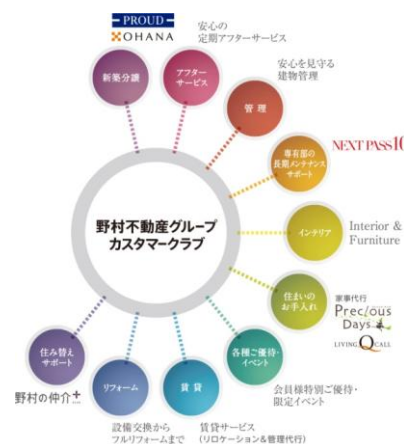 PROUD
OHANA
新築分譲
安心の
定期アフターサービス
アフター
サービス
安心を見守る
建物管理
管理
NEXT PASS 10
専有部の
長期メンテナンス
サポート
インテリア
Interior &
Furniture
住まいの
お手入れ
家事代行
Precious
Days
LIVING Q CALL
各種ご優待・
イベント
会員様特別ご優待・
限定イベント
賃貸
賃貸サービス
(リロケーション&管理代行)
リフォーム
設備交換から
フルリフォームまで
住み替え
サポート
野村の仲介+
野村不動産グループ
カスタマークラブ